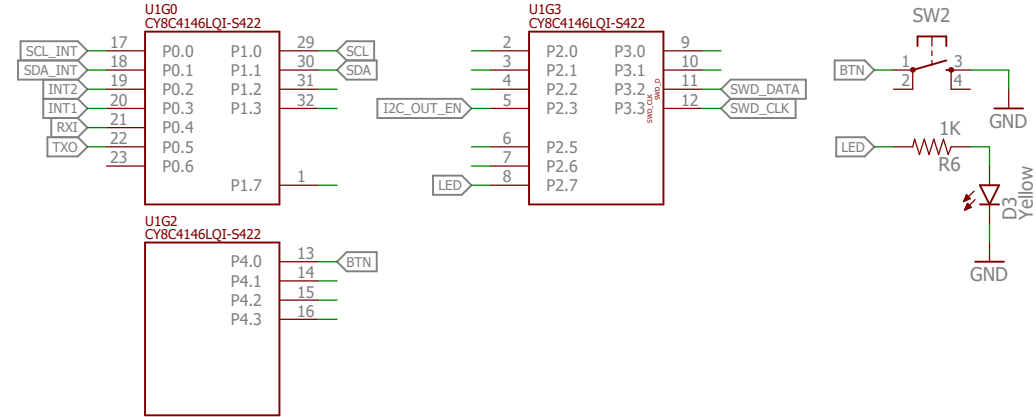 U1G0
CY8C4146LQI-S422
SCL_INT 17 P0.0 P1.0 29 SCL
SDA_INT 18 P0.1 P1.1 30 SDA
INT2 19 P0.2 P1.2 31
INT1 20 P0.3 P1.3 32
RXI 21 P0.4
TXO 22 P0.5
23 P0.6
P1.7 1
U1G2
CY8C4146LQI-S422
P4.0 13 BTN
P4.1 14
P4.2 15
P4.3 16
U1G3
CY8C4146LQI-S422
2 P2.0 P3.0 9
3 P2.1 P3.1 10
4 P2.2 P3.2 SWD_D 11 SWD_DATA
I2C_OUT_EN 5 P2.3 P3.3 SWD_CLK 12 SWD_CLK
6 P2.5
7 P2.6
LED 8 P2.7
SW2
BTN 1 3
2 4
GND
1K
LED
R6
D3
Yellow
GND